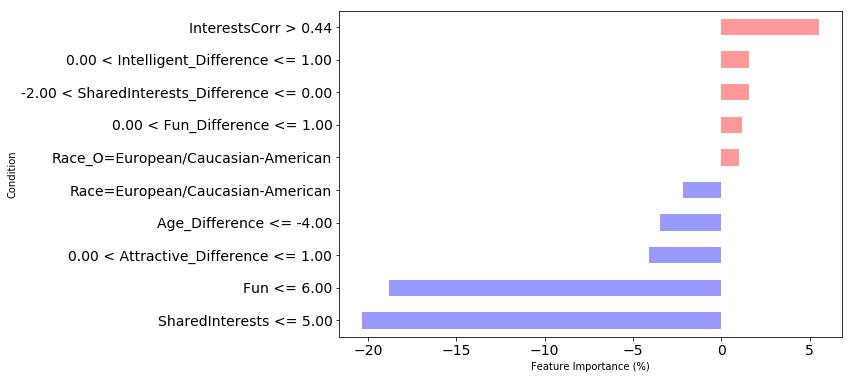 InterestsCorr > 0.44
0.00 < Intelligent_Difference <= 1.00
-2.00 < SharedInterests_Difference <= 0.00
0.00 < Fun_Difference <= 1.00
Race_O=European/Caucasian-American
Race=European/Caucasian-American
Age_Difference <= -4.00
0.00 < Attractive_Difference <= 1.00
Fun <= 6.00
SharedInterests <= 5.00
Condition
−20 −15 −10 −5 0 5
Feature Importance (%)